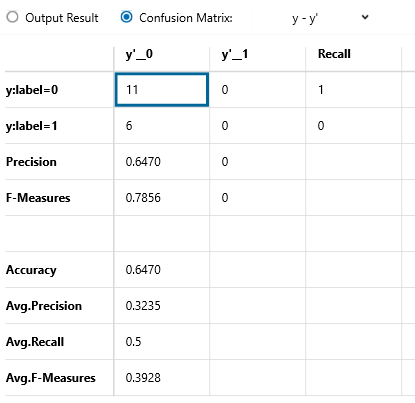 Output Result Confusion Matrix: y - y'
y'__0 y'__1 Recall
y:label=0 11 0 1
y:label=1 6 0 0
Precision 0.6470 0
F-Measures 0.7856 0
Accuracy 0.6470
Avg.Precision 0.3235
Avg.Recall 0.5
Avg.F-Measures 0.3928